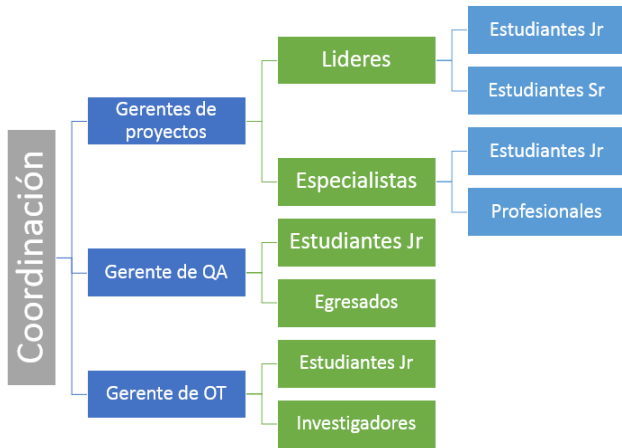 Coordinación
Gerentes de
proyectos
Lideres
Estudiantes Jr
Estudiantes Sr
Especialistas
Estudiantes Jr
Profesionales
Gerente de QA
Estudiantes Jr
Egresados
Gerente de OT
Estudiantes Jr
Investigadores